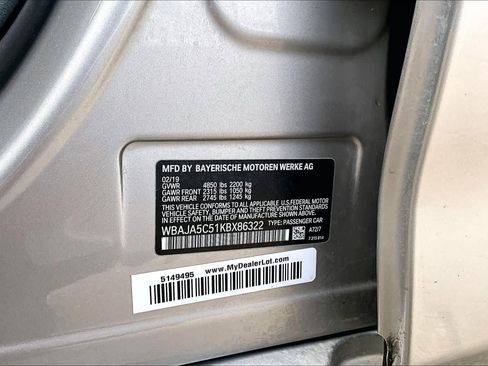 MFD BY BAYERISCHE MOTOREN WERKE AG
02/19
GVWR 4850 lbs 2200 kg
GAWR FRONT 2315 lbs 1050 kg
GAWR REAR 2745 lbs 1245 kg
THIS VEHICLE CONFORMS TO ALL APPLICABLE U.S.FEDERAL MOTOR
VEHICLE SAFETY, BUMPER, AND THEFT PREVENTION STANDARDS
IN EFFECT ON THE DATE OF MANUFACTURE SHOWN ABOVE.
WBAJA5C51KBX86322 TYPE: PASSENGER CAR
A72/7
5149495 www.MyDealerLot.com